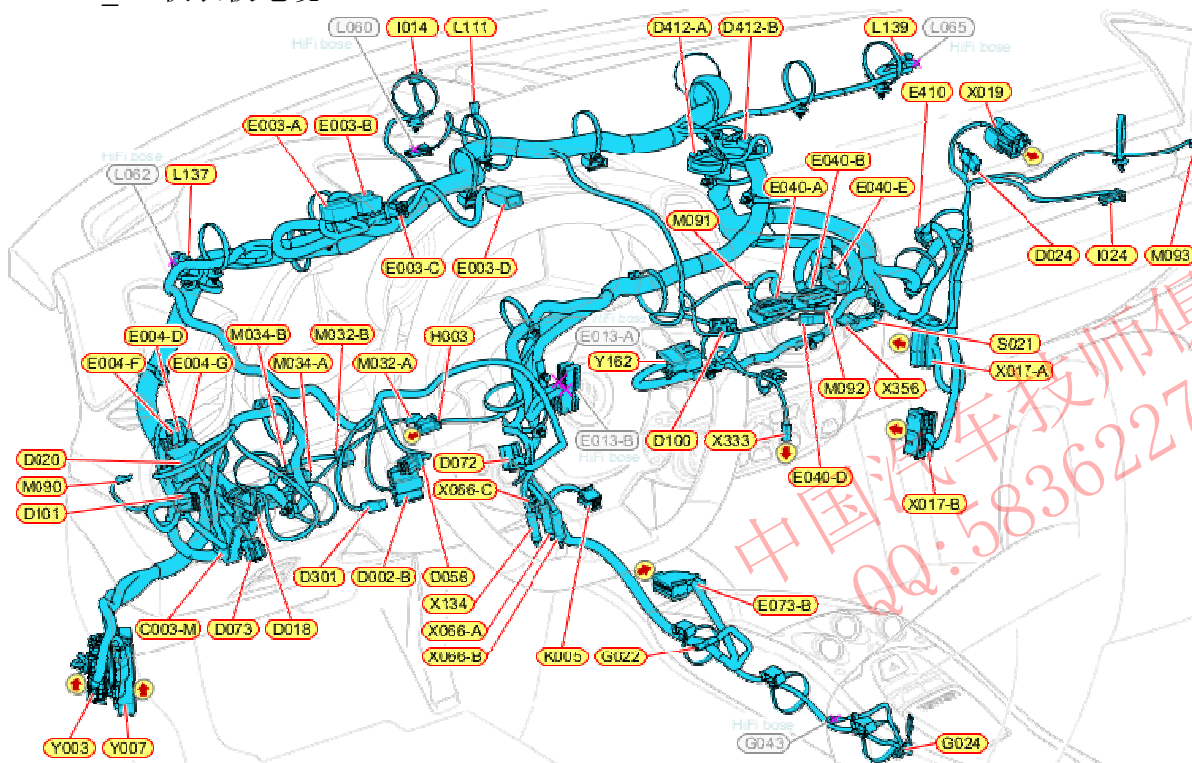 L060 I014 L111 D412-A D412-B L139 L065
HiFi bose HiFi bose
E410 X019
E003-A E003-B
HiFi bose
L062 L137
E040-B
E040-A E040-E
M091
E003-C E003-D
D024 I024 M093
E004-D M034-B M032-B H003 E013-A
E004-F E004-G M034-A M032-A Y162
HiFi bose
S021
X017-A
M092 X356
D020 D072 E013-B D100 X333
HiFi bose
M090 X066-C E040-D
D101 X017-B
D301 D002-B D058
X134 E073-B
C003-M D073 D018 X066-A
X066-B K005 G022
HiFi bose
Y003 Y007 G043 G024
中国汽车技师
QQ:5836227